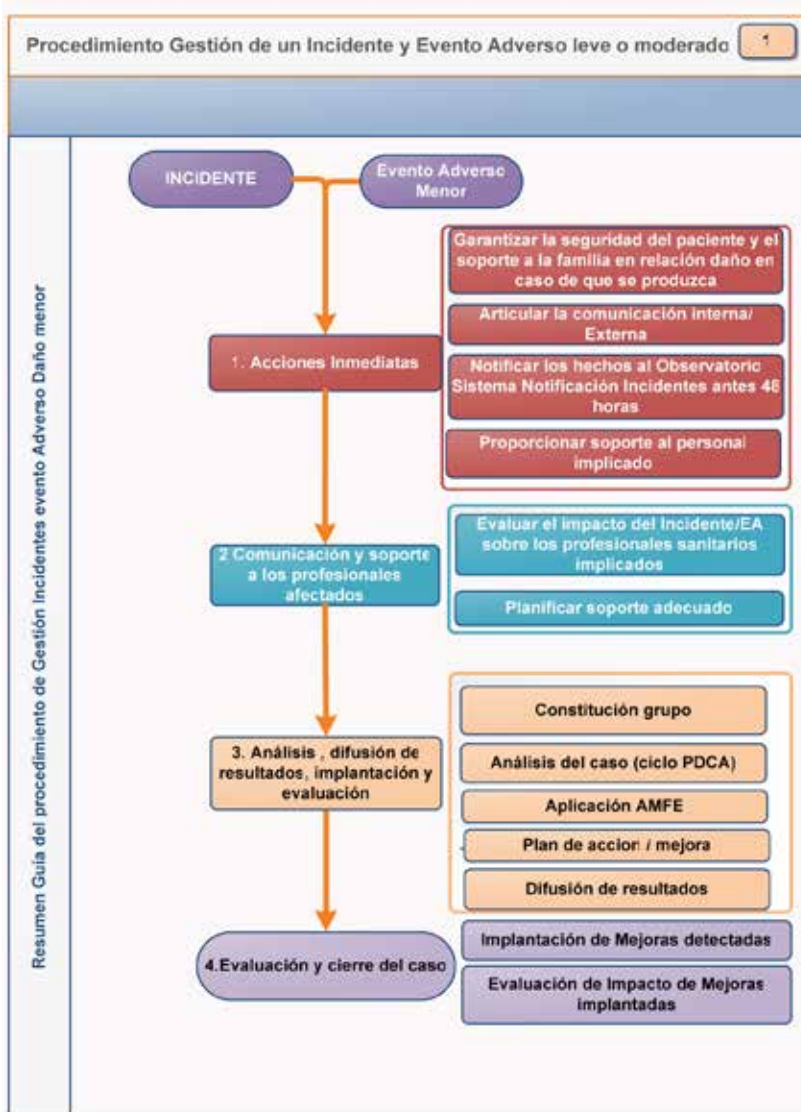 Procedimiento Gestión de un Incidente y Evento Adverso leve o moderado
1
Resumen Guia del procedimiento de Gestión Incidentes evento Adverso Daño menor
INCIDENTE
Evento Adverso
Menor
1. Acciones Inmediatas
Garantizar la seguridad del paciente y el
soporte a la familia en relación daño en
caso de que se produzca
Articular la comunicación interna/
Externa
Notificar los hechos al Observatorio
Sistema Notificación Incidentes antes 48
horas
Proporcionar soporte al personal
implicado
2 Comunicación y soporte
a los profesionales
afectados
Evaluar el impacto del Incidente/EA
sobre los profesionales sanitarios
implicados
Planificar soporte adecuado
3. Análisis , difusión de
resultados, implantación y
evaluación
Constitución grupo
Análisis del caso (ciclo PDCA)
Aplicación AMFE
Plan de accion / mejora
Difusión de resultados
4.Evaluación y cierre del caso
Implantación de Mejoras detectadas
Evaluación de Impacto de Mejoras
implantadas